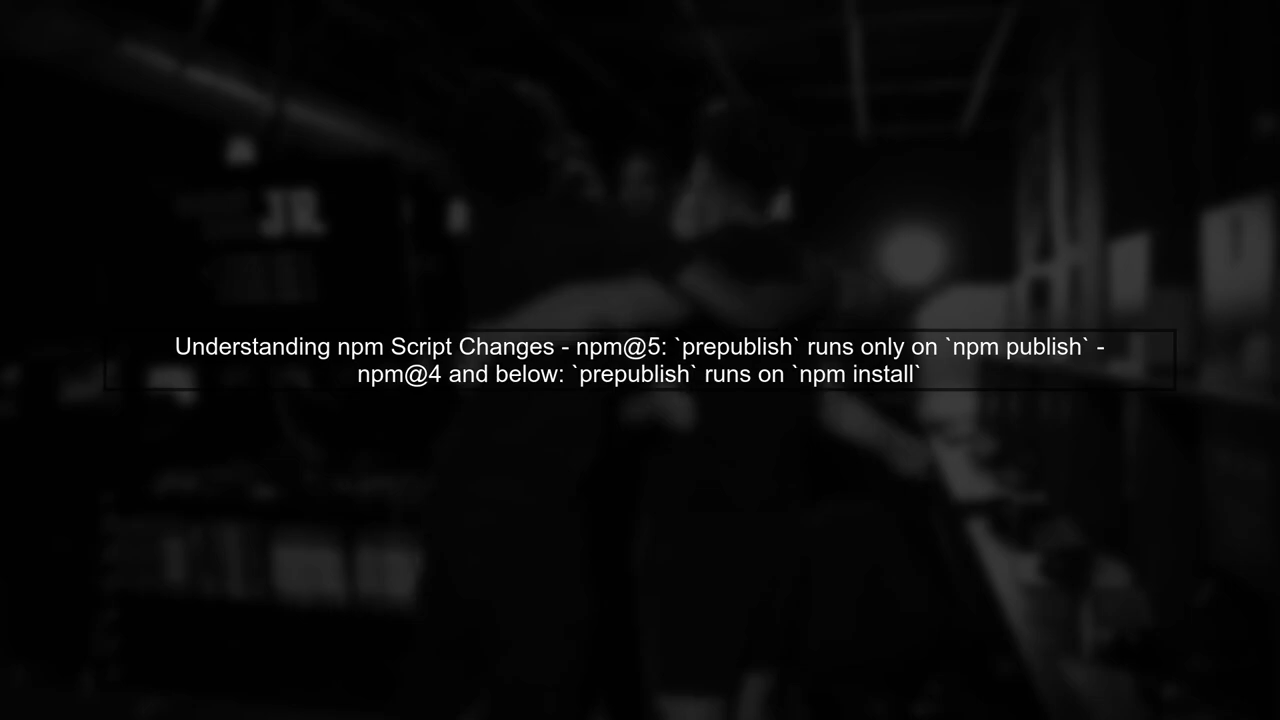 JR.
Understanding npm Script Changes - npm@5: `prepublish` runs only on `npm publish` -
npm@4 and below: `prepublish` runs on `npm install`